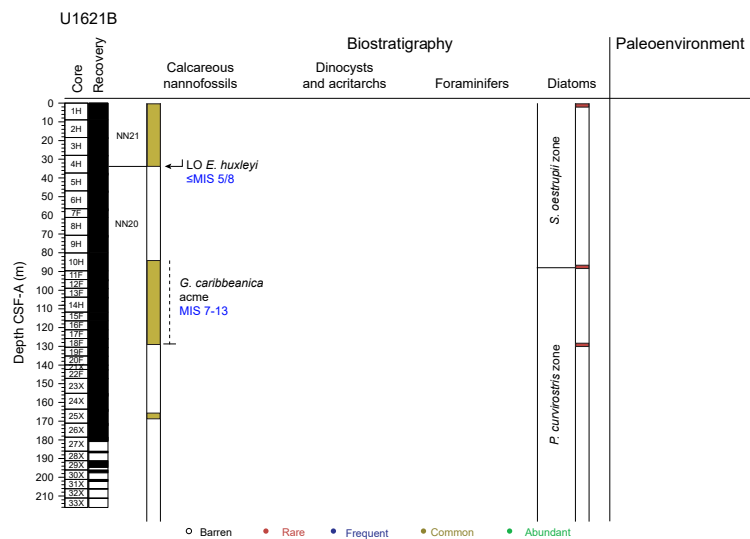 U1621B
Biostratigraphy
Paleoenvironment
Core
Recovery
Calcareous
nannofossils
Dinocysts
and acritarchs
Foraminifers
Diatoms
Depth CSF-A (m)
0
10
20
30
40
50
60
70
80
90
100
110
120
130
140
150
160
170
180
190
200
210
1H
2H
3H
4H
5H
6H
7F
8H
9H
10H
11F
12F
13F
14H
15F
16F
17F
18F
19F
20F
21X
22F
23X
24X
25X
26X
27X
28X
29X
30X
31X
32X
33X
NN21
NN20
LO E. huxleyi
≤MIS 5/8
G. caribbeanica
acme
MIS 7-13
S. oestrupii zone
P. curvirostris zone
Barren
Rare
Frequent
Common
Abundant